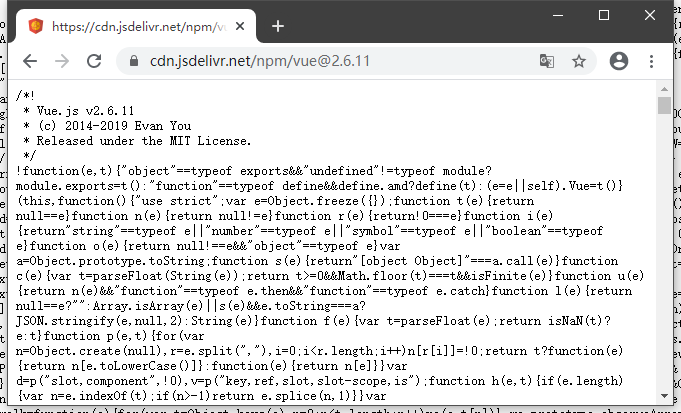 https://cdn.jsdelivr.net/npm/vu
cdn.jsdelivr.net/npm/vue@2.6.11
/*!
 * Vue.js v2.6.11
 * (c) 2014-2019 Evan You
 * Released under the MIT License.
 */
!function(e,t){"object"==typeof exports&&"undefined"!=typeof module?
module.exports=t():"function"==typeof define&&define.amd?define(t):(e=e||self).Vue=t()}
(this,function(){"use strict";var e=Object.freeze({});function t(e){return
null==e}function n(e){return null!=e}function r(e){return!0===e}function i(e)
{return"string"==typeof e||"number"==typeof e||"symbol"==typeof e||"boolean"==typeof
e}function o(e){return null!==e&&"object"==typeof e}var
a=Object.prototype.toString;function s(e){return"[object Object]"===a.call(e)}function
c(e){var t=parseFloat(String(e));return t>=0&&Math.floor(t)===t&&isFinite(e)}function u(e)
{return n(e)&&"function"==typeof e.then&&"function"==typeof e.catch}function l(e){return
null==e?"":Array.isArray(e)||s(e)&&e.toString===a?
JSON.stringify(e,null,2):String(e)}function f(e){var t=parseFloat(e);return isNaN(t)?
e:t}function p(e,t){for(var
n=Object.create(null),r=e.split(","),i=0;i<r.length;i++)n[r[i]]=!0;return t?function(e)
{return n[e.toLowerCase()]}:function(e){return n[e]}}var
d=p("slot,component",!0),v=p("key,ref,slot,slot-scope,is");function h(e,t){if(e.length)
{var n=e.indexOf(t);if(n>-1)return e.splice(n,1)}}var